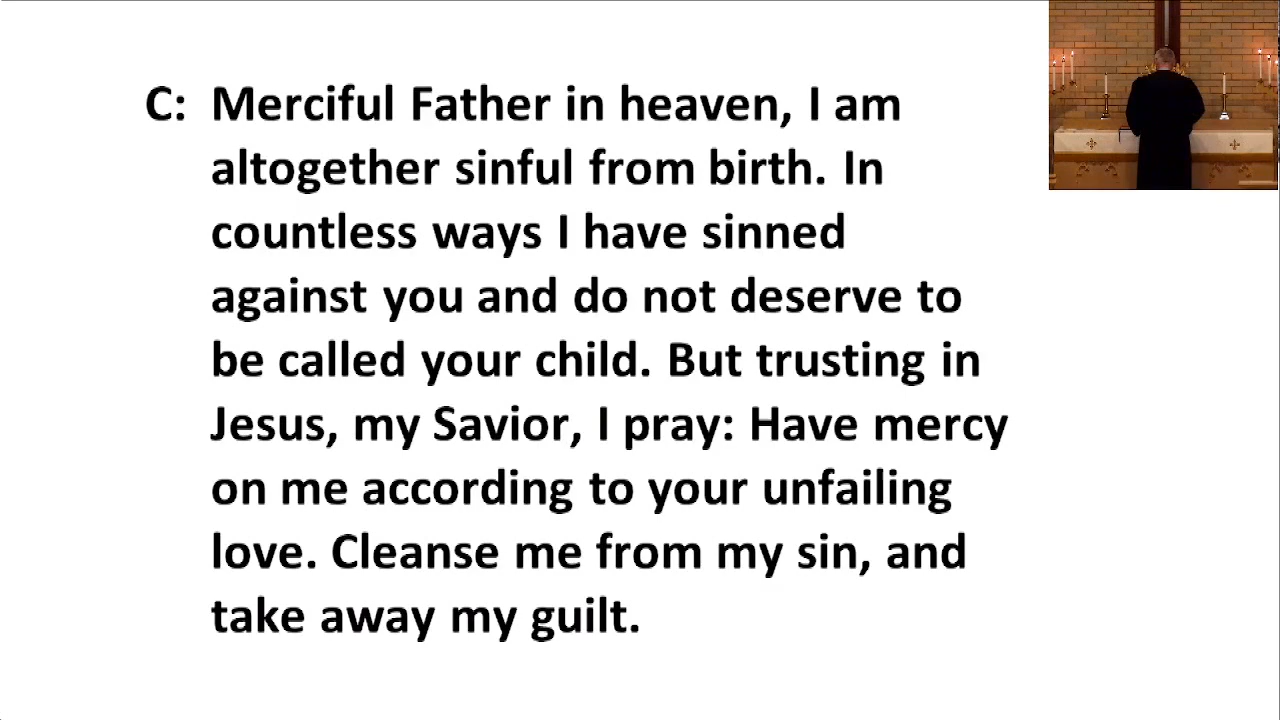 C: Merciful Father in heaven, I am
altogether sinful from birth. In
countless ways I have sinned
against you and do not deserve to
be called your child. But trusting in
Jesus, my Savior, I pray: Have mercy
on me according to your unfailing
love. Cleanse me from my sin, and
take away my guilt.